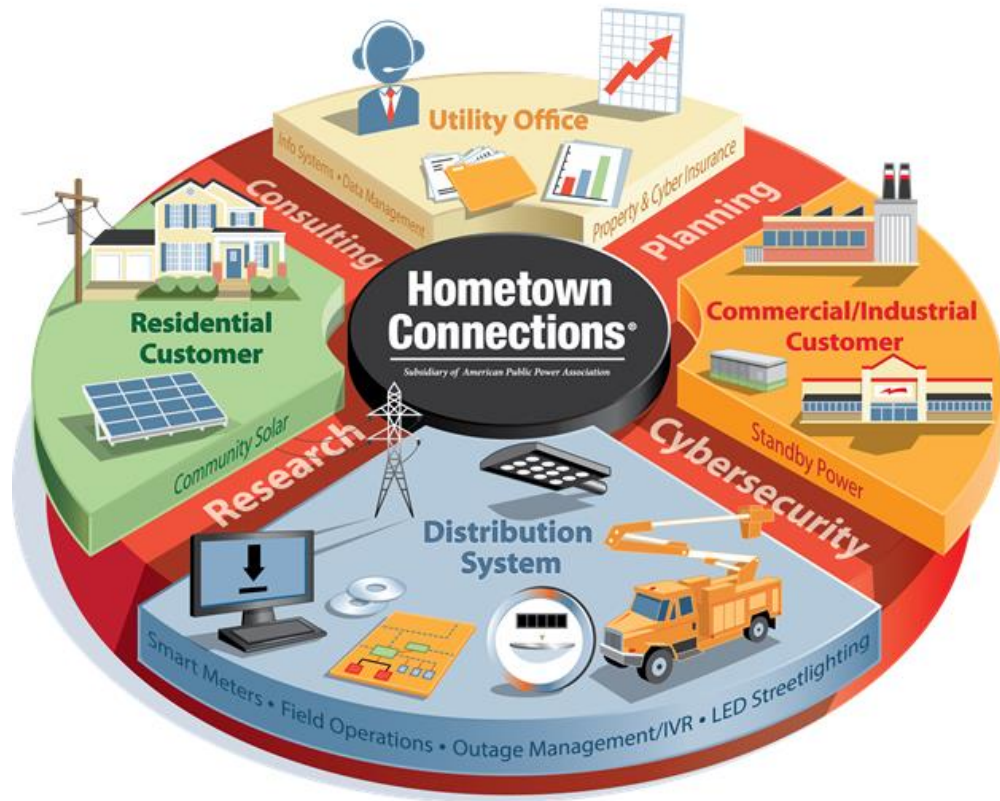 Utility Office
Info Systems • Data Management
Property & Cyber Insurance
Consulting
Planning
Hometown
Connections®
Subsidiary of American Public Power Association
Residential
Customer
Community Solar
Commercial/Industrial
Customer
Standby Power
Research
Cybersecurity
Distribution
System
Smart Meters • Field Operations • Outage Management/IVR • LED Streetlighting